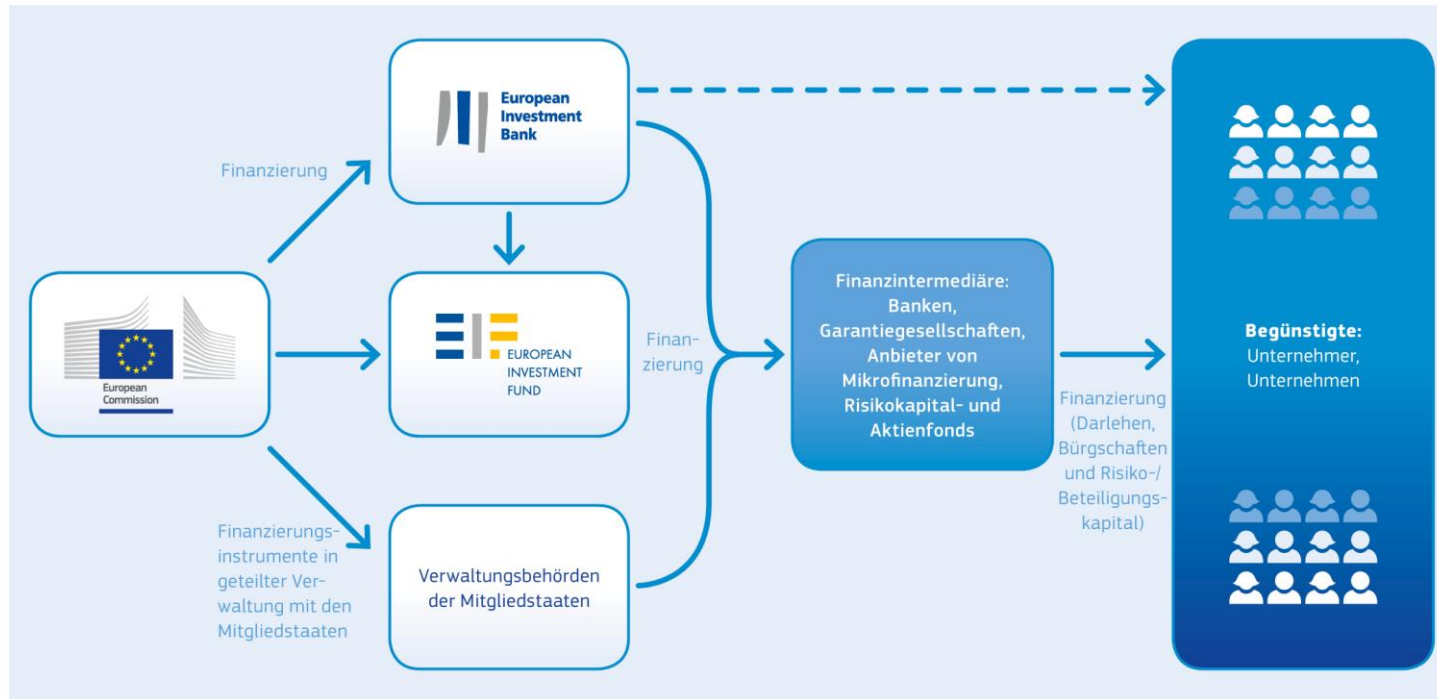 European
Investment
Bank
Finanzierung
European
Commission
EUROPEAN
INVESTMENT
FUND
Finan-
zierung
Finanzierungs-
instrumente in
geteilter Ver-
waltung mit den
Mitgliedstaaten
Verwaltungsbehörden
der Mitgliedstaaten
Finanzintermediäre:
Banken,
Garantiegesellschaften,
Anbieter von
Mikrofinanzierung,
Risikokapital- und
Aktienfonds
Finanzierung
(Darlehen,
Bürgschaften
und Risiko-/
Beteiligungs-
kapital)
Begünstigte:
Unternehmer,
Unternehmen